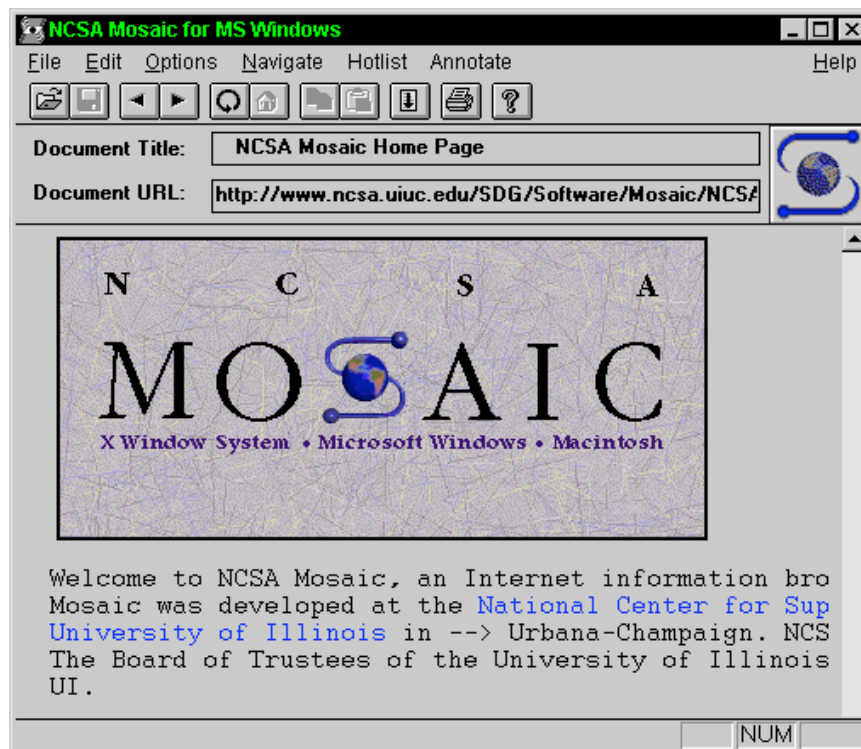 NCSA Mosaic for MS Windows
File Edit Options Navigate Hotlist Annotate Help
Document Title: NCSA Mosaic Home Page
Document URL: http://www.ncsa.uiuc.edu/SDG/Software/Mosaic/NCSA
N C S A
MOSAIC
X Window System • Microsoft Windows • Macintosh
Welcome to NCSA Mosaic, an Internet information bro
Mosaic was developed at the National Center for Sup
University of Illinois in --> Urbana-Champaign. NCS
The Board of Trustees of the University of Illinois
UI.
NUM